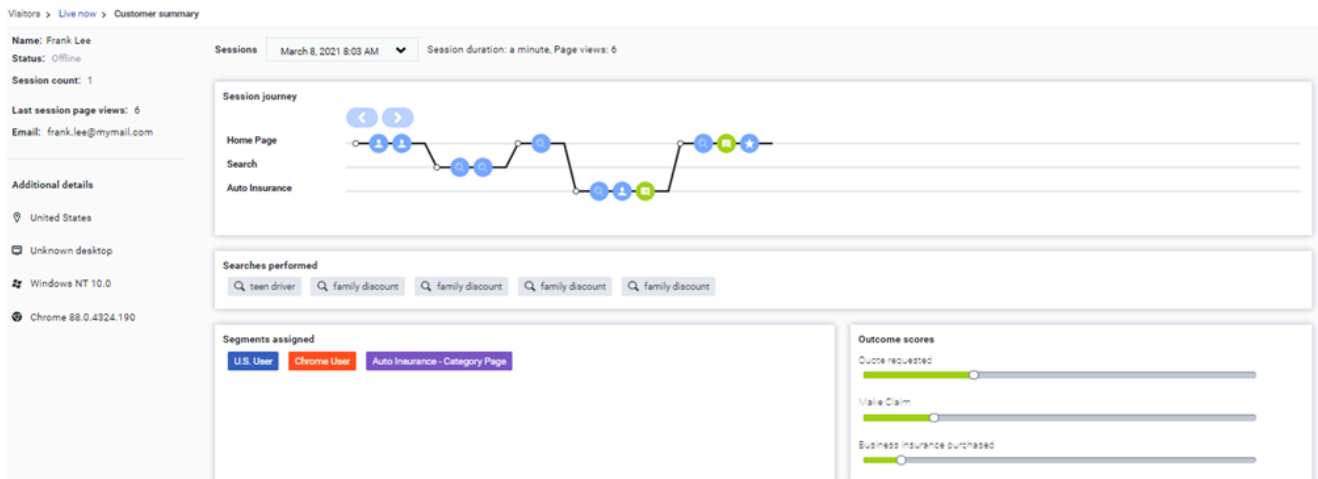 Visitors > Live now > Customer summary
Name: Frank Lee
Status: Offline
Session count: 1
Last session page views: 6
Email: frank.lee@mymail.com
Additional details
United States
Unknown desktop
Windows NT 10.0
Chrome 88.0.4324.190
Sessions March 8, 2021 8:03 AM Session duration: a minute, Page views: 6
Session journey
Home Page
Search
Auto Insurance
Searches performed
teen driver family discount family discount family discount family discount
Segments assigned
U.S. User Chrome User Auto Insurance - Category Page
Outcome scores
Quote requested
Make Claim
Business insurance purchased